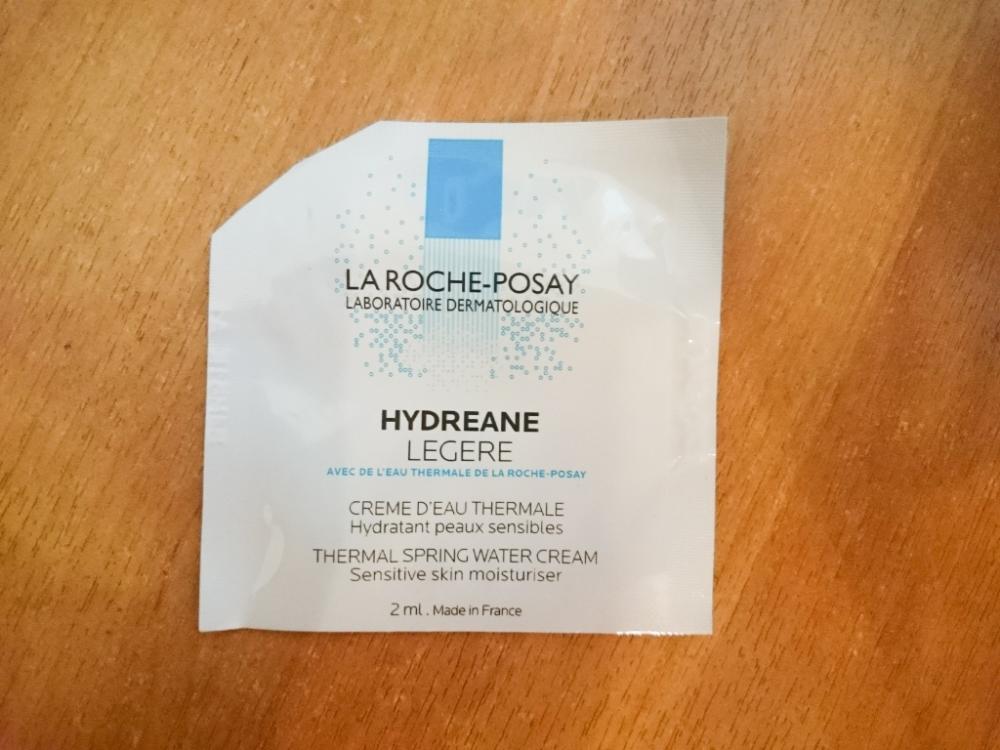 LA ROCHE-POSAY
LABORATOIRE DERMATOLOGIQUE
HYDREANE
LEGERE
AVEC DE L'EAU THERMALE DE LA ROCHE-POSAY
CREME D'EAU THERMALE
Hydratant peaux sensibles
THERMAL SPRING WATER CREAM
Sensitive skin moisturiser
2 ml . Made in France